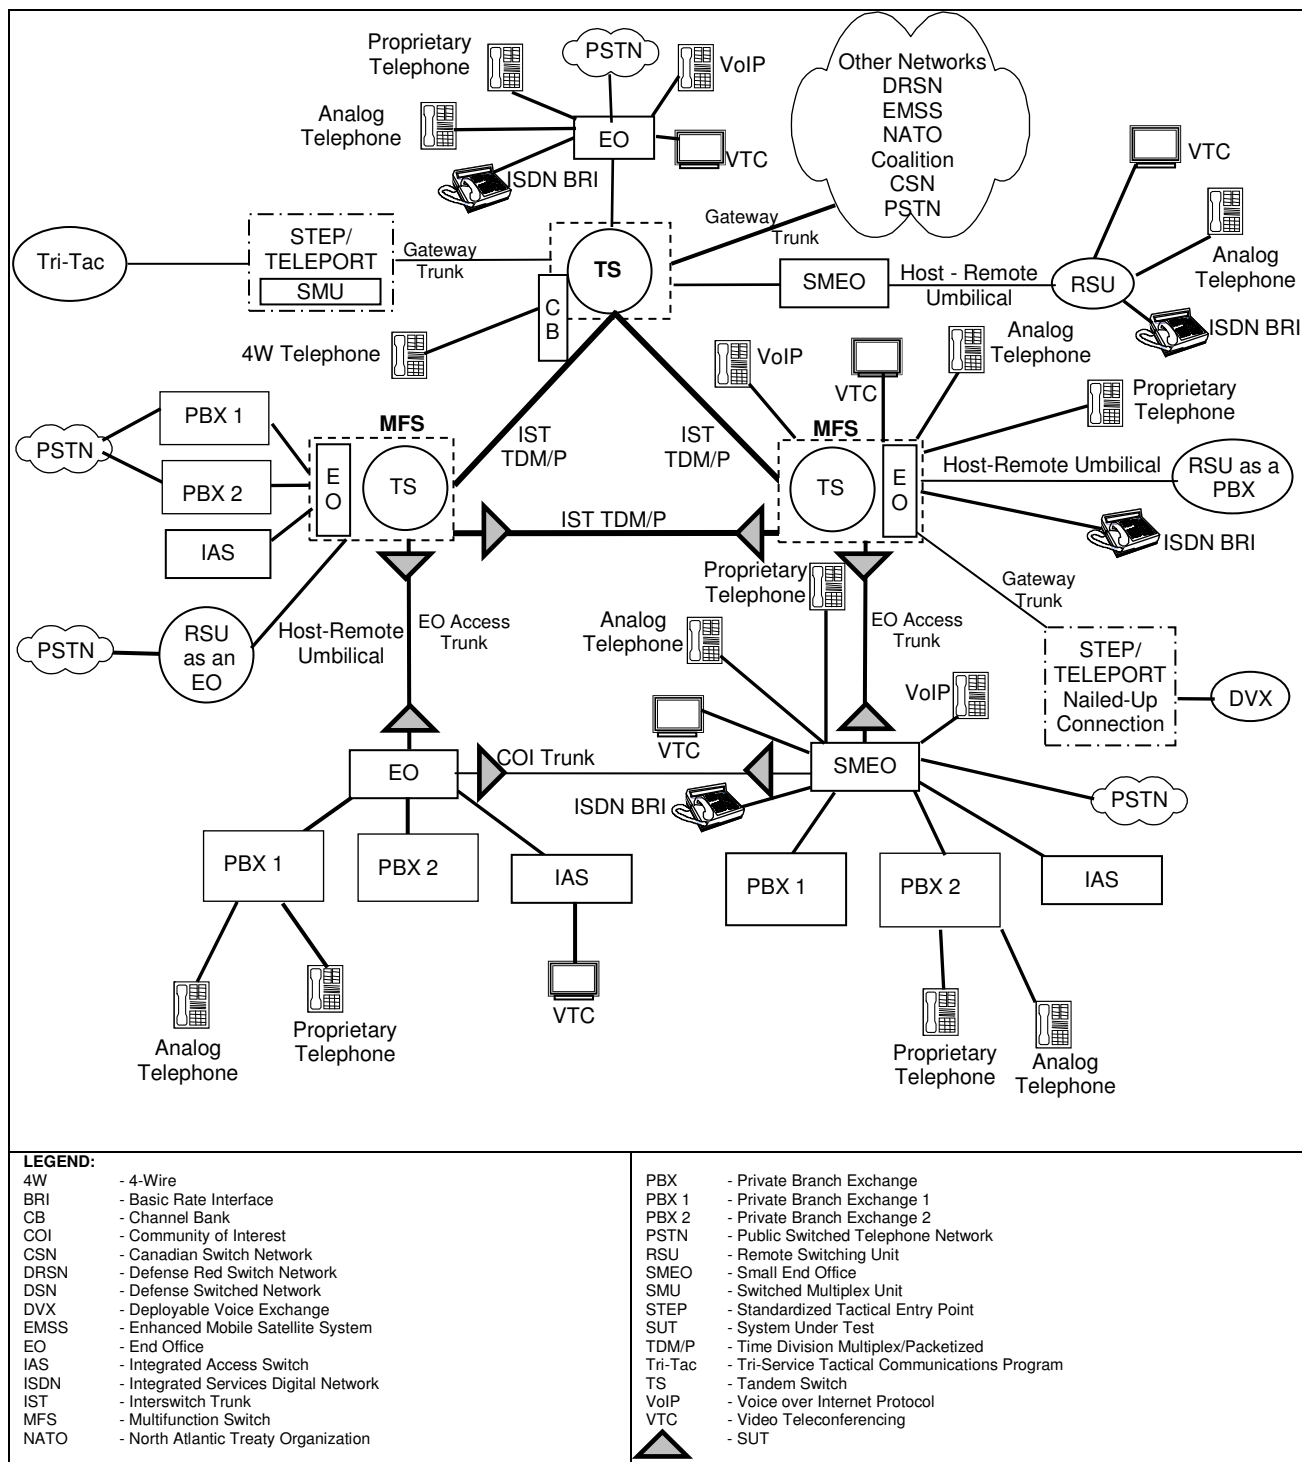 Proprietary
Telephone
PSTN
VoIP
Analog
Telephone
EO
VTC
ISDN BRI
Other Networks
DRSN
EMSS
NATO
Coalition
CSN
PSTN
VTC
Analog
Telephone
ISDN BRI
Tri-Tac
STEP/
TELEPORT
SMU
Gateway
Trunk
TS
C
B
Gateway
Trunk
SMEO
Host - Remote
Umbilical
RSU
4W Telephone
VoIP
VTC
Analog
Telephone
Proprietary
Telephone
PSTN
PBX 1
PBX 2
IAS
MFS
E
O
TS
IST
TDM/P
IST
TDM/P
IST TDM/P
MFS
TS
E
O
Host-Remote Umbilical
RSU as a
PBX
ISDN BRI
PSTN
RSU
as an
EO
Host-Remote
Umbilical
EO Access
Trunk
Proprietary
Telephone
Analog
Telephone
EO Access
Trunk
Gateway
Trunk
STEP/
TELEPORT
Nailed-Up
Connection
DVX
VoIP
VTC
EO
COI Trunk
SMEO
ISDN BRI
PSTN
PBX 1
PBX 2
IAS
VTC
Analog
Telephone
Proprietary
Telephone
PBX 1
PBX 2
IAS
Proprietary
Telephone
Analog
Telephone
LEGEND:
4W - 4-Wire
BRI - Basic Rate Interface
CB - Channel Bank
COI - Community of Interest
CSN - Canadian Switch Network
DRSN - Defense Red Switch Network
DSN - Defense Switched Network
DVX - Deployable Voice Exchange
EMSS - Enhanced Mobile Satellite System
EO - End Office
IAS - Integrated Access Switch
ISDN - Integrated Services Digital Network
IST - Interswitch Trunk
MFS - Multifunction Switch
NATO - North Atlantic Treaty Organization
PBX - Private Branch Exchange
PBX 1 - Private Branch Exchange 1
PBX 2 - Private Branch Exchange 2
PSTN - Public Switched Telephone Network
RSU - Remote Switching Unit
SMEO - Small End Office
SMU - Switched Multiplex Unit
STEP - Standardized Tactical Entry Point
SUT - System Under Test
TDM/P - Time Division Multiplex/Packetized
Tri-Tac - Tri-Service Tactical Communications Program
TS - Tandem Switch
VoIP - Voice over Internet Protocol
VTC - Video Teleconferencing
- SUT